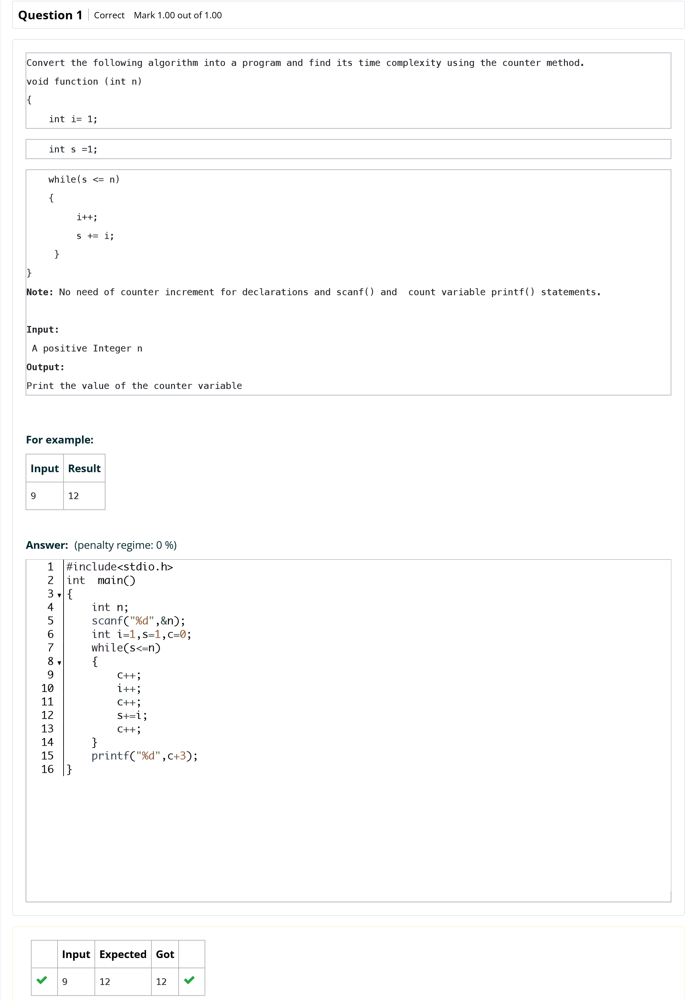 Question 1 Correct Mark 1.00 out of 1.00
Convert the following algorithm into a program and find its time complexity using the counter method.
void function (int n)
{
    int i= 1;
    int s =1;
    while(s <= n)
    {
         i++;
         s += i;
     }
}
Note: No need of counter increment for declarations and scanf() and  count variable printf() statements.
Input:
 A positive Integer n
Output:
Print the value of the counter variable
For example:
Input Result
9 12
Answer: (penalty regime: 0 %)
1 #include<stdio.h>
2 int  main()
3 ▼ {
4     int n;
5     scanf("%d",&n);
6     int i=1,s=1,c=0;
7     while(s<=n)
8 ▼     {
9         c++;
10         i++;
11         c++;
12         s+=i;
13         c++;
14     }
15     printf("%d",c+3);
16 }
Input Expected Got
✔ 9 12 12 ✔